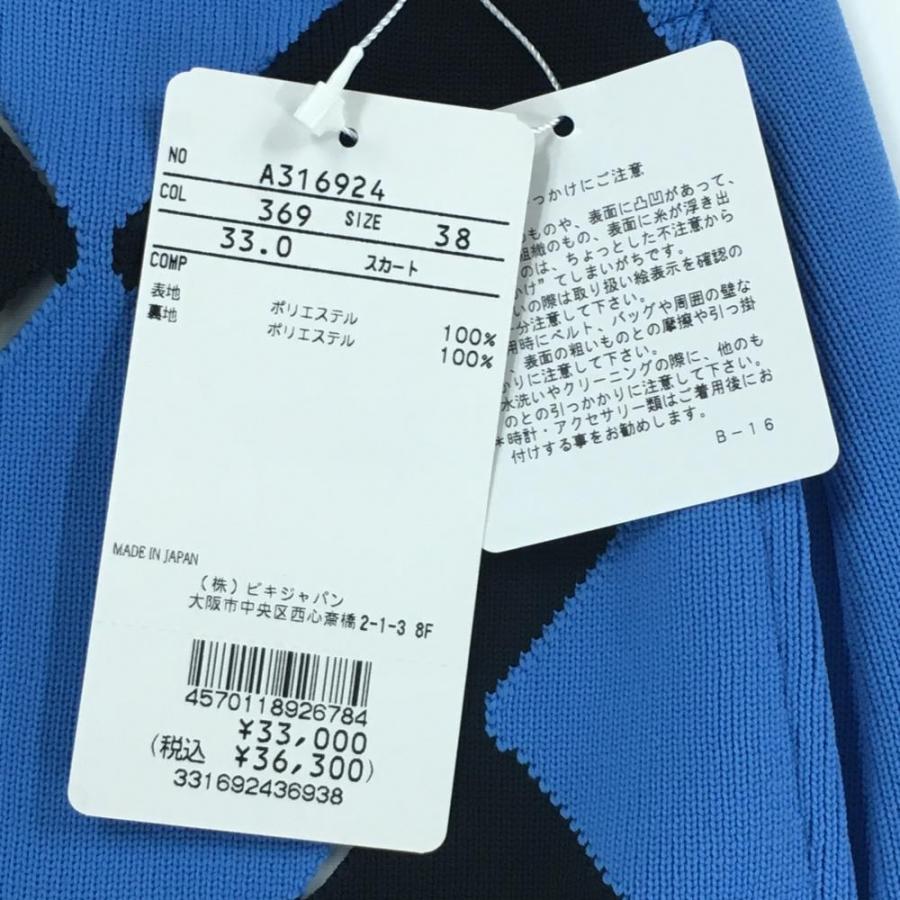 NO A316924
COL 369 SIZE 38
33.0 スカート
COMP
表地 ポリエステル 100%
裏地 ポリエステル 100%
MADE IN JAPAN
(株)ビキジャパン
大阪市中央区西心斎橋2-1-3 8F
4570118926784
¥33,000
(税込 ¥36,300)
331692436938
っかけにご注意
ものや、表面に凸凹があって、
組織のもの、表面に糸が浮き出
のは、ちょっとした不注意から
かけ”てしまいがちです。
いの際は取り扱い絵表示を確認の
分注意して下さい。
用時にベルト、バッグや周囲の壁な
、表面の粗いものとの摩擦や引っ掛
かりに注意して下さい。
水洗いやクリーニングの際に、他のも
のとの引っかかりに注意して下さい。
*時計・アクセサリー類はご着用後にお
付けする事をお勧めします。
B-16